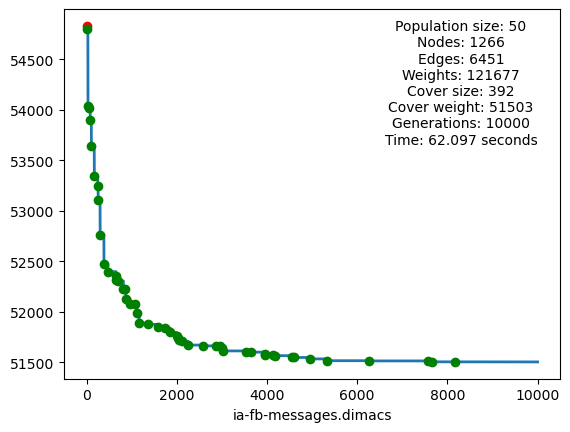 Population size: 50
Nodes: 1266
Edges: 6451
Weights: 121677
Cover size: 392
Cover weight: 51503
Generations: 10000
Time: 62.097 seconds
54500
54000
53500
53000
52500
52000
51500
0 2000 4000 6000 8000 10000
ia-fb-messages.dimacs